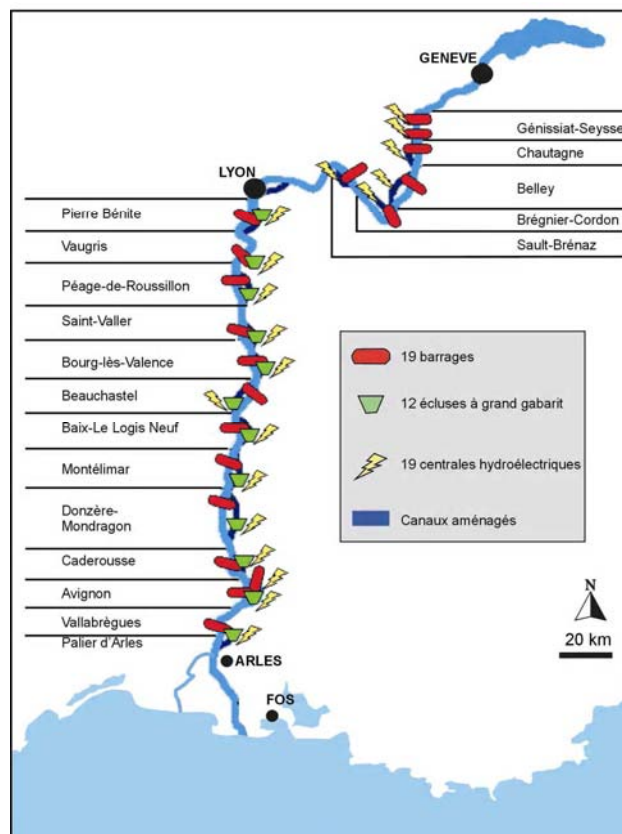 GENEVE
Génissiat-Seysse
Chautagne
LYON
Belley
Pierre Bénite
Brégnier-Cordon
Vaugris
Sault-Brénaz
Péage-de-Roussillon
Saint-Valler
19 barrages
Bourg-lès-Valence
Beauchastel
12 écluses à grand gabarit
Baix-Le Logis Neuf
19 centrales hydroélectriques
Montélimar
Donzère-
Mondragon
Canaux aménagés
Caderousse
Avignon
N
Vallabrègues
20 km
Palier d'Arles
ARLES
FOS